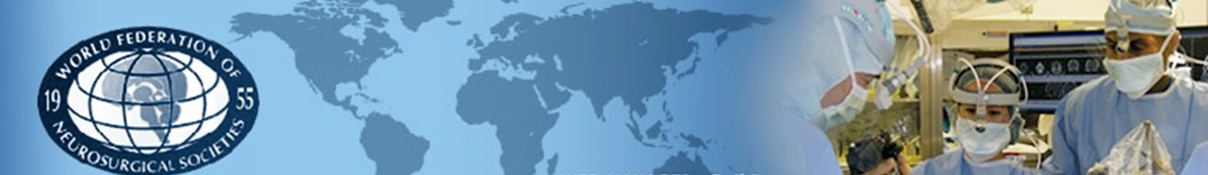 WORLD FEDERATION OF
19 55
NEUROSURGICAL SOCIETIES